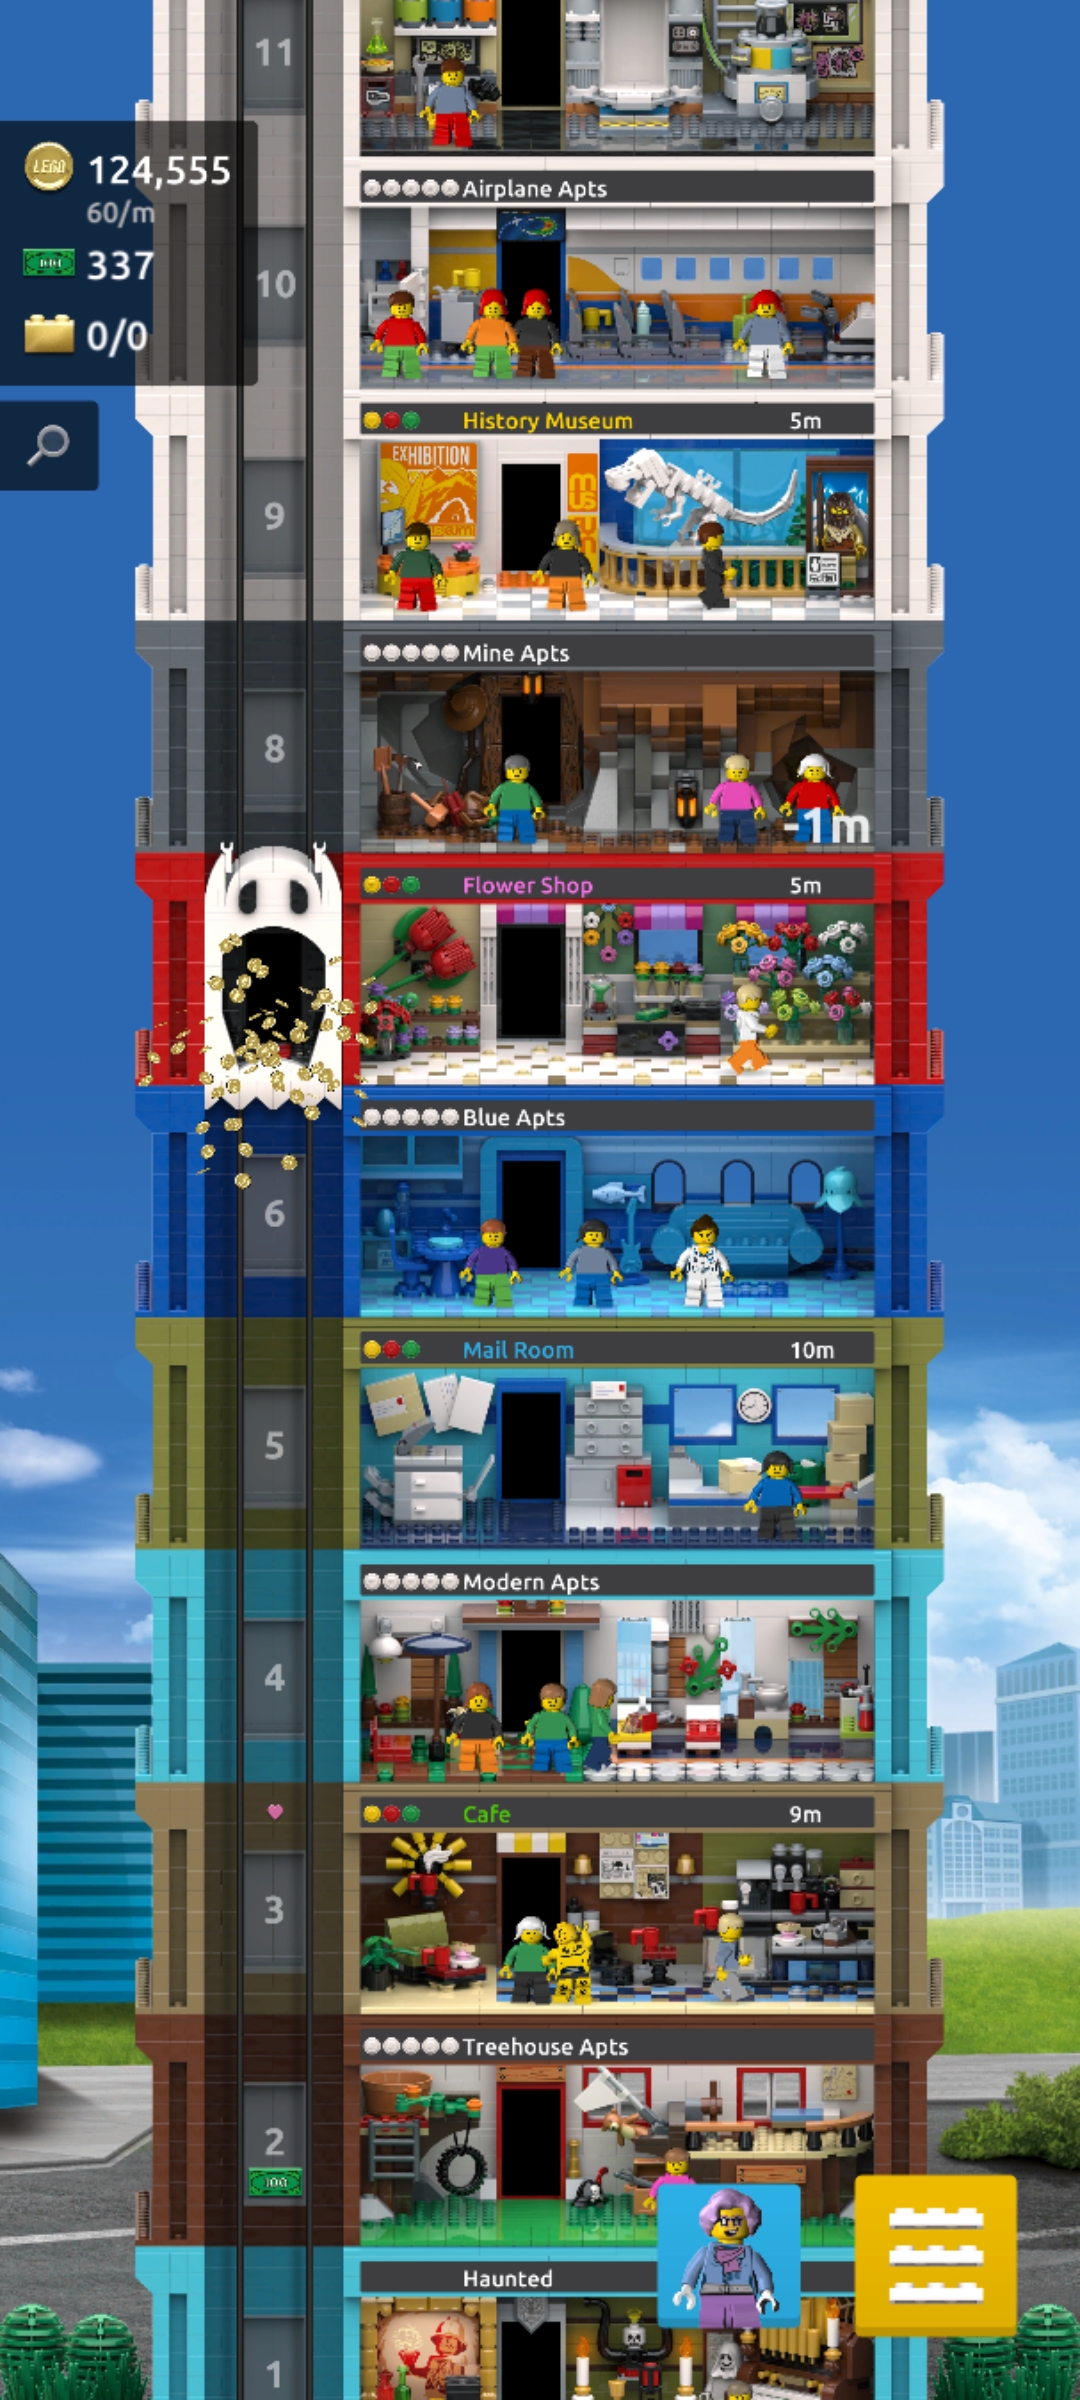 11
LEGO 124,555
60/m
337
0/0
Airplane Apts
10
History Museum 5m
EXHIBITION
9
Mine Apts
8
-1m
Flower Shop 5m
Blue Apts
6
Mail Room 10m
5
Modern Apts
4
Cafe 9m
3
Treehouse Apts
2
100
Haunted
1